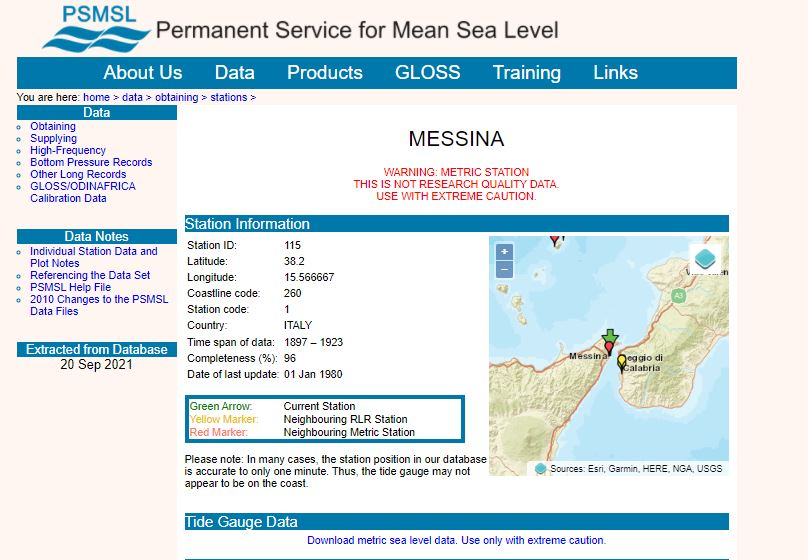 PSMSL
Permanent Service for Mean Sea Level
About Us Data Products GLOSS Training Links
You are here: home > data > obtaining > stations >
Data
Obtaining
Supplying
High-Frequency
Bottom Pressure Records
Other Long Records
GLOSS/ODINAFRICA
Calibration Data
Data Notes
Individual Station Data and
Plot Notes
Referencing the Data Set
PSMSL Help File
2010 Changes to the PSMSL
Data Files
Extracted from Database
20 Sep 2021
MESSINA
WARNING: METRIC STATION
THIS IS NOT RESEARCH QUALITY DATA.
USE WITH EXTREME CAUTION.
Station Information
Station ID: 115
Latitude: 38.2
Longitude: 15.566667
Coastline code: 260
Station code: 1
Country: ITALY
Time span of data: 1897 – 1923
Completeness (%): 96
Date of last update: 01 Jan 1980
Green Arrow: Current Station
Yellow Marker: Neighbouring RLR Station
Red Marker: Neighbouring Metric Station
Please note: In many cases, the station position in our database
is accurate to only one minute. Thus, the tide gauge may not
appear to be on the coast.
+
−
A3
Messina
eggio di
Calabria
Sources: Esri, Garmin, HERE, NGA, USGS
Tide Gauge Data
Download metric sea level data. Use only with extreme caution.